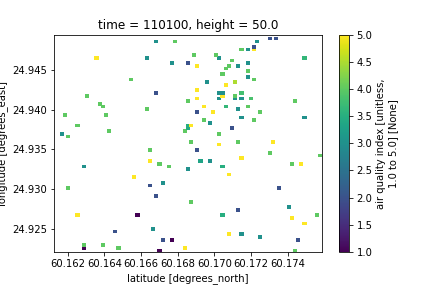 time = 110100, height = 50.0
24.945
24.940
24.935
24.930
24.925
longitude [degrees_east]
60.162 60.164 60.166 60.168 60.170 60.172 60.174
latitude [degrees_north]
5.0
4.5
4.0
3.5
3.0
2.5
2.0
1.5
1.0
air quality index [unitless,
1.0 to 5.0] [None]